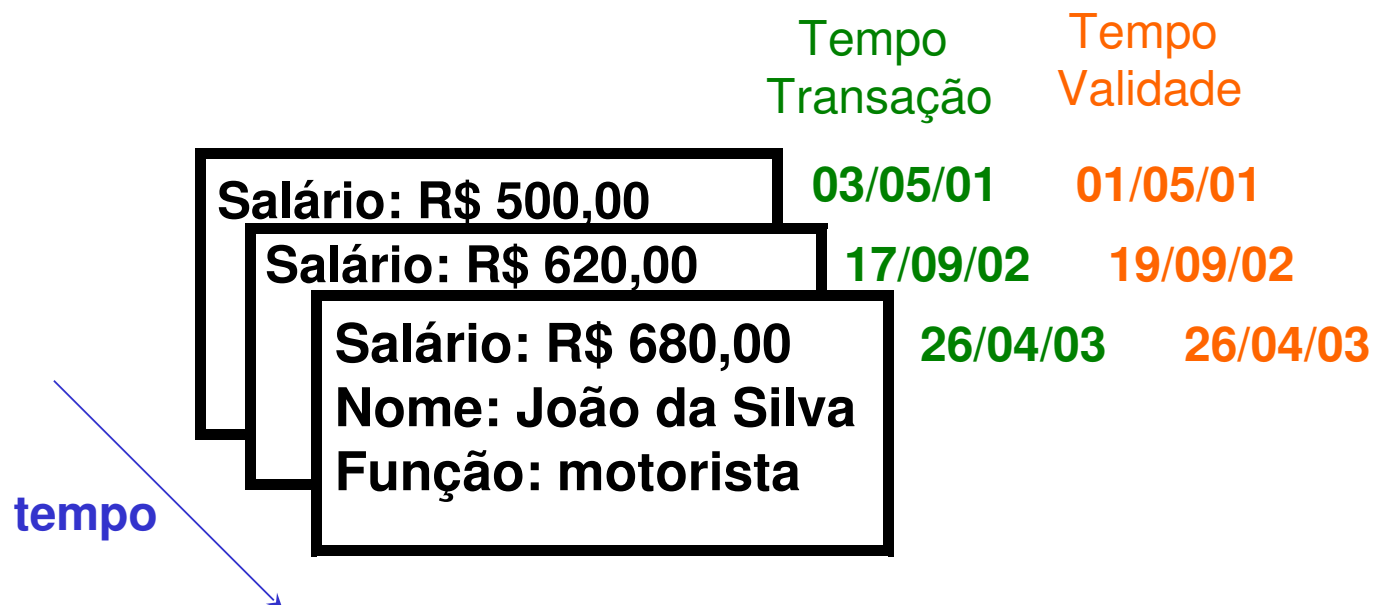 Tempo Transação
Tempo Validade
Salário: R$ 500,00 03/05/01 01/05/01
Salário: R$ 620,00 17/09/02 19/09/02
Salário: R$ 680,00 26/04/03 26/04/03
Nome: João da Silva
Função: motorista
tempo